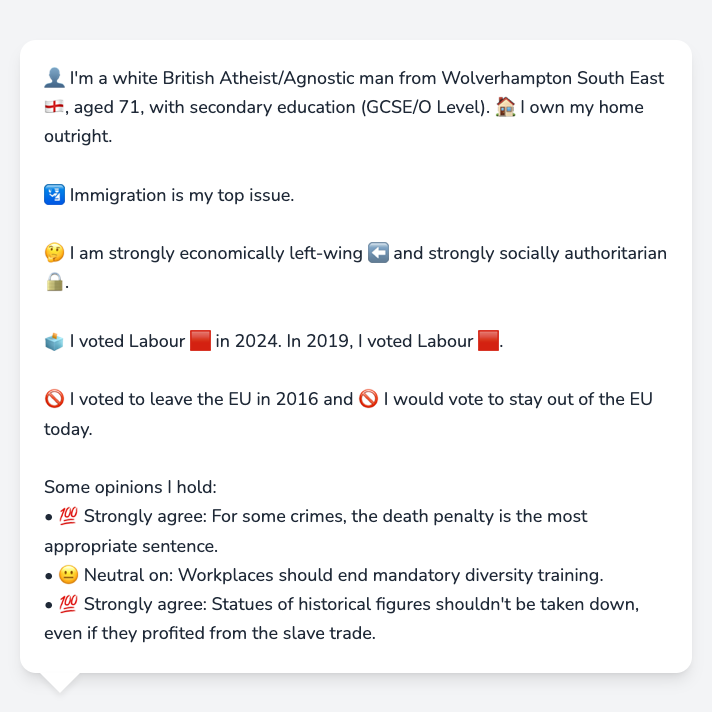 👤 I'm a white British Atheist/Agnostic man from Wolverhampton South East
🏴󠁧󠁢󠁥󠁮󠁧󠁿, aged 71, with secondary education (GCSE/O Level). 🏠 I own my home
outright.
🛂 Immigration is my top issue.
🤔 I am strongly economically left-wing ⬅️ and strongly socially authoritarian
🔒.
🗳️ I voted Labour 🟥 in 2024. In 2019, I voted Labour 🟥.
🚫 I voted to leave the EU in 2016 and 🚫 I would vote to stay out of the EU
today.
Some opinions I hold:
• 💯 Strongly agree: For some crimes, the death penalty is the most
appropriate sentence.
• 😐 Neutral on: Workplaces should end mandatory diversity training.
• 💯 Strongly agree: Statues of historical figures shouldn't be taken down,
even if they profited from the slave trade.